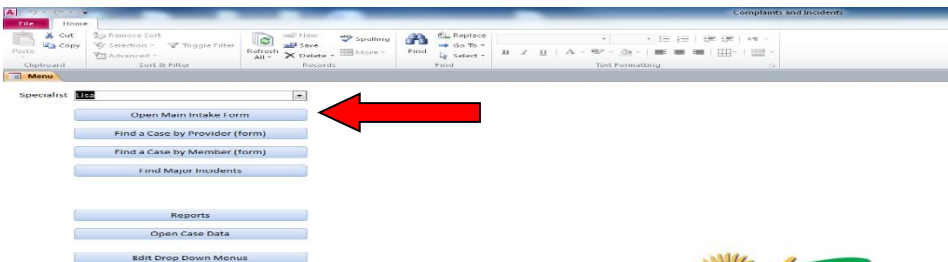 Complaints and Incidents
File Home
Cut
Copy
Paste
Clipboard
Remove Sort
Selection
Advanced
Toggle Filter
Sort & Filter
Refresh All
New
Save
Delete
Spelling
More
Records
Find
Replace
Go To
Select
Find
B I U A
Text Formatting
Menu
Specialist Lisa
Open Main Intake Form
Find a Case by Provider (form)
Find a Case by Member (form)
Find Major Incidents
Reports
Open Case Data
Edit Drop Down Menus